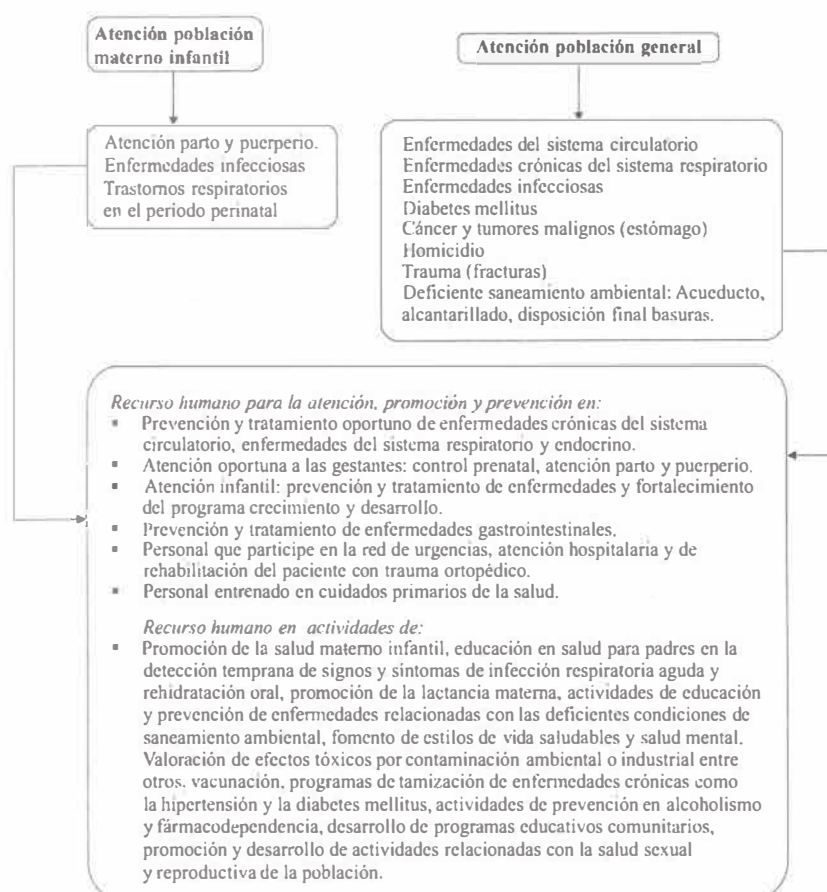 Atención población
materno infantil
Atención población general
Atención parto y puerperio.
Enfermedades infecciosas
Trastornos respiratorios
en el periodo perinatal
Enfermedades del sistema circulatorio
Enfermedades crónicas del sistema respiratorio
Enfermedades infecciosas
Diabetes mellitus
Cáncer y tumores malignos (estómago)
Homicidio
Trauma (fracturas)
Deficiente saneamiento ambiental: Acueducto,
alcantarillado, disposición final basuras.
Recurso humano para la atención, promoción y prevención en:
▪ Prevención y tratamiento oportuno de enfermedades crónicas del sistema
circulatorio, enfermedades del sistema respiratorio y endocrino.
▪ Atención oportuna a las gestantes: control prenatal, atención parto y puerperio.
▪ Atención infantil: prevención y tratamiento de enfermedades y fortalecimiento
del programa crecimiento y desarrollo.
▪ Prevención y tratamiento de enfermedades gastrointestinales.
▪ Personal que participe en la red de urgencias, atención hospitalaria y de
rehabilitación del paciente con trauma ortopédico.
▪ Personal entrenado en cuidados primarios de la salud.
Recurso humano en actividades de:
▪ Promoción de la salud materno infantil, educación en salud para padres en la
detección temprana de signos y síntomas de infección respiratoria aguda y
rehidratación oral, promoción de la lactancia materna, actividades de educación
y prevención de enfermedades relacionadas con las deficientes condiciones de
saneamiento ambiental, fomento de estilos de vida saludables y salud mental.
Valoración de efectos tóxicos por contaminación ambiental o industrial entre
otros, vacunación, programas de tamización de enfermedades crónicas como
la hipertensión y la diabetes mellitus, actividades de prevención en alcoholismo
y fármacodependencia, desarrollo de programas educativos comunitarios,
promoción y desarrollo de actividades relacionadas con la salud sexual
y reproductiva de la población.